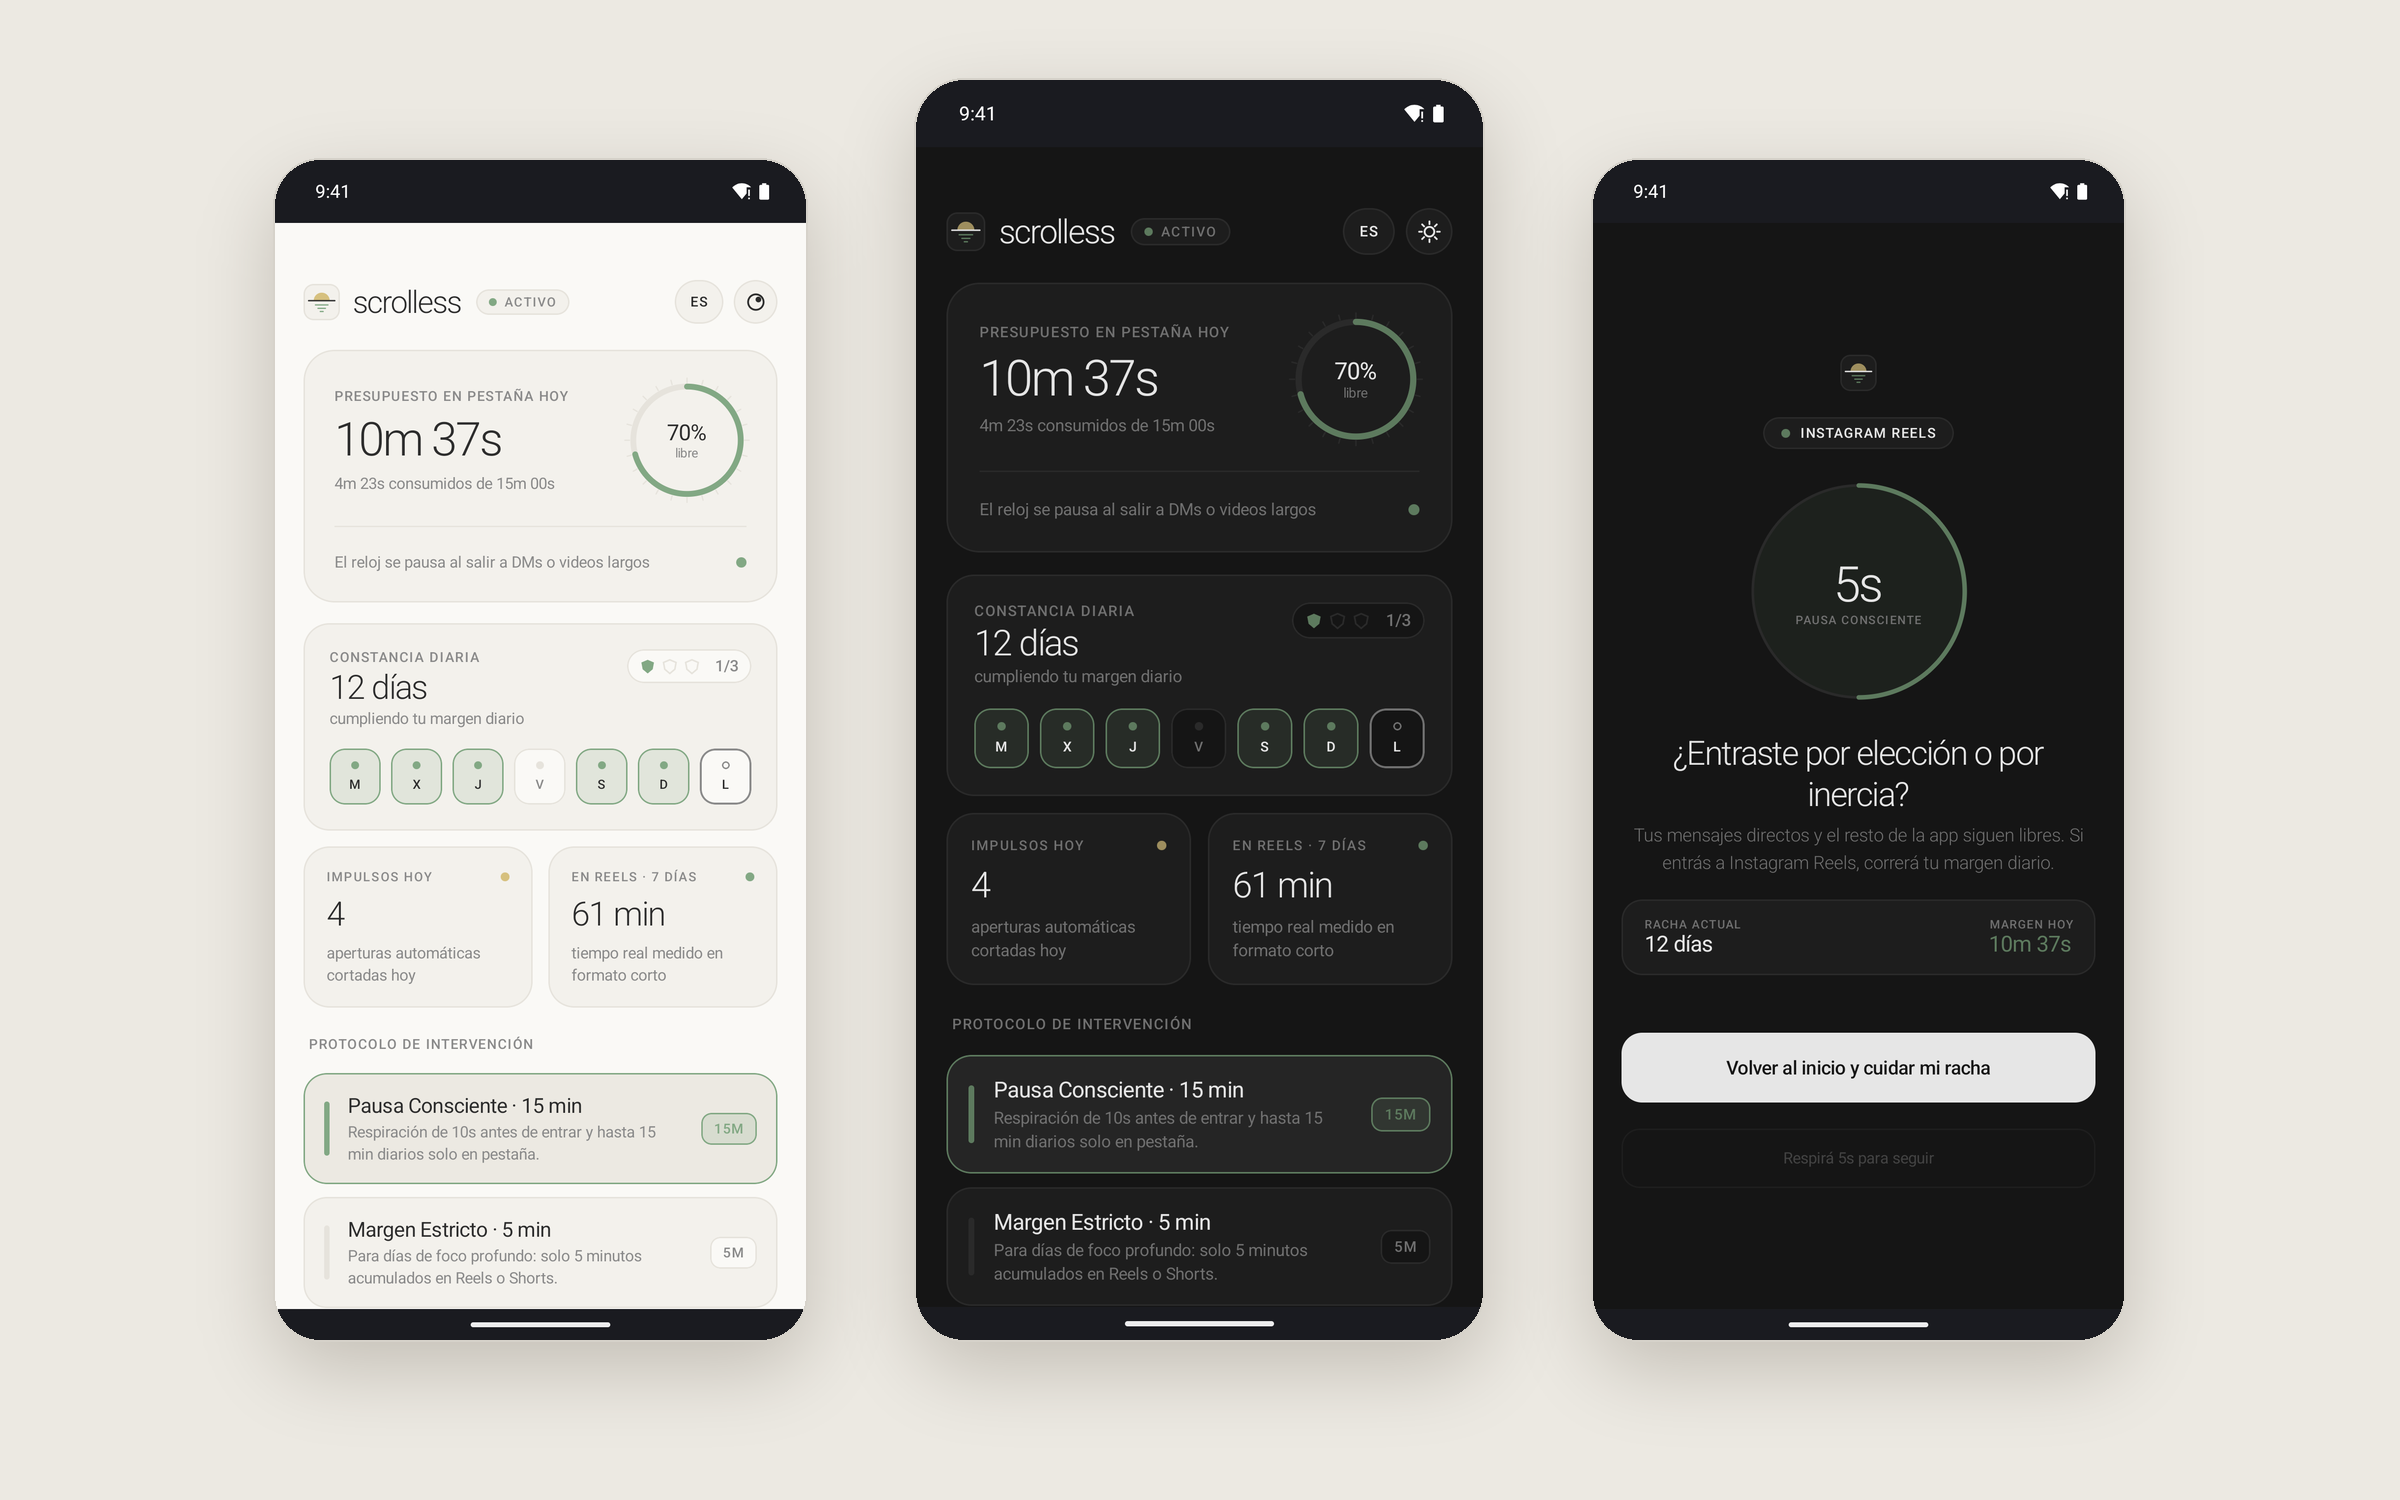 9:41
scrolless
ACTIVO
ES
PRESUPUESTO EN PESTAÑA HOY
10m 37s
4m 23s consumidos de 15m 00s
70%
libre
El reloj se pausa al salir a DMs o videos largos
CONSTANCIA DIARIA
12 días
cumpliendo tu margen diario
1/3
M X J V S D L
IMPULSOS HOY
4
aperturas automáticas
cortadas hoy
EN REELS · 7 DÍAS
61 min
tiempo real medido en
formato corto
PROTOCOLO DE INTERVENCIÓN
Pausa Consciente · 15 min
Respiración de 10s antes de entrar y hasta 15
min diarios solo en pestaña.
15M
Margen Estricto · 5 min
Para días de foco profundo: solo 5 minutos
acumulados en Reels o Shorts.
5M
9:41
scrolless
ACTIVO
ES
PRESUPUESTO EN PESTAÑA HOY
10m 37s
4m 23s consumidos de 15m 00s
70%
libre
El reloj se pausa al salir a DMs o videos largos
CONSTANCIA DIARIA
12 días
cumpliendo tu margen diario
1/3
M X J V S D L
IMPULSOS HOY
4
aperturas automáticas
cortadas hoy
EN REELS · 7 DÍAS
61 min
tiempo real medido en
formato corto
PROTOCOLO DE INTERVENCIÓN
Pausa Consciente · 15 min
Respiración de 10s antes de entrar y hasta 15
min diarios solo en pestaña.
15M
Margen Estricto · 5 min
Para días de foco profundo: solo 5 minutos
acumulados en Reels o Shorts.
5M
9:41
INSTAGRAM REELS
5s
PAUSA CONSCIENTE
¿Entraste por elección o por
inercia?
Tus mensajes directos y el resto de la app siguen libres. Si
entrás a Instagram Reels, correrá tu margen diario.
RACHA ACTUAL
12 días
MARGEN HOY
10m 37s
Volver al inicio y cuidar mi racha
Respirá 5s para seguir